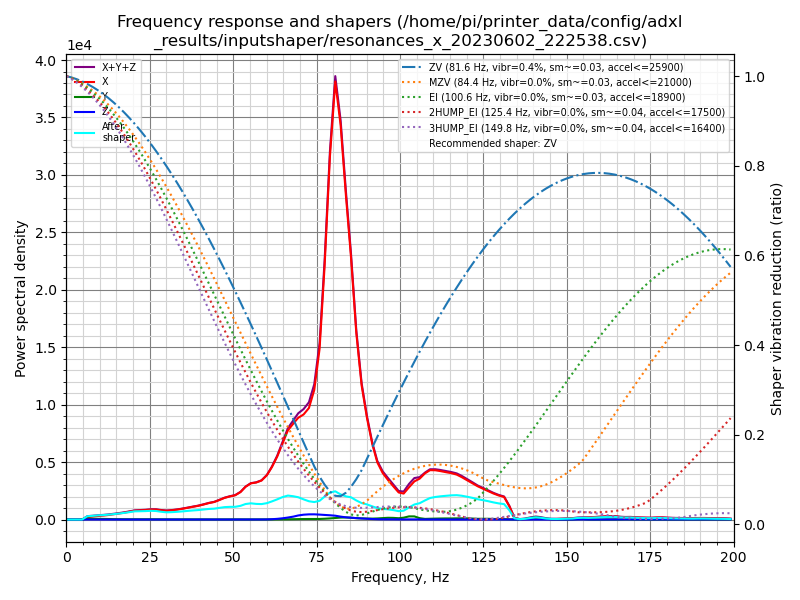 Frequency response and shapers (/home/pi/printer_data/config/adxl
_results/inputshaper/resonances_x_20230602_222538.csv)
1e4
X+Y+Z
X
Y
Z
After
shaper
ZV (81.6 Hz, vibr=0.4%, sm~=0.03, accel<=25900)
MZV (84.4 Hz, vibr=0.0%, sm~=0.03, accel<=21000)
EI (100.6 Hz, vibr=0.0%, sm~=0.03, accel<=18900)
2HUMP_EI (125.4 Hz, vibr=0.0%, sm~=0.04, accel<=17500)
3HUMP_EI (149.8 Hz, vibr=0.0%, sm~=0.04, accel<=16400)
Recommended shaper: ZV
Power spectral density
4.0
3.5
3.0
2.5
2.0
1.5
1.0
0.5
0.0
1.0
0.8
0.6
0.4
0.2
0.0
Shaper vibration reduction (ratio)
0 25 50 75 100 125 150 175 200
Frequency, Hz